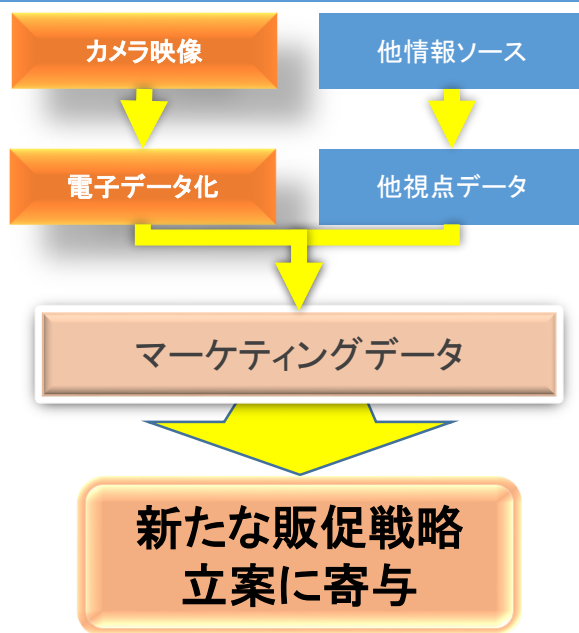 カメラ映像
他情報ソース
電子データ化
他視点データ
マーケティングデータ
新たな販促戦略
立案に寄与